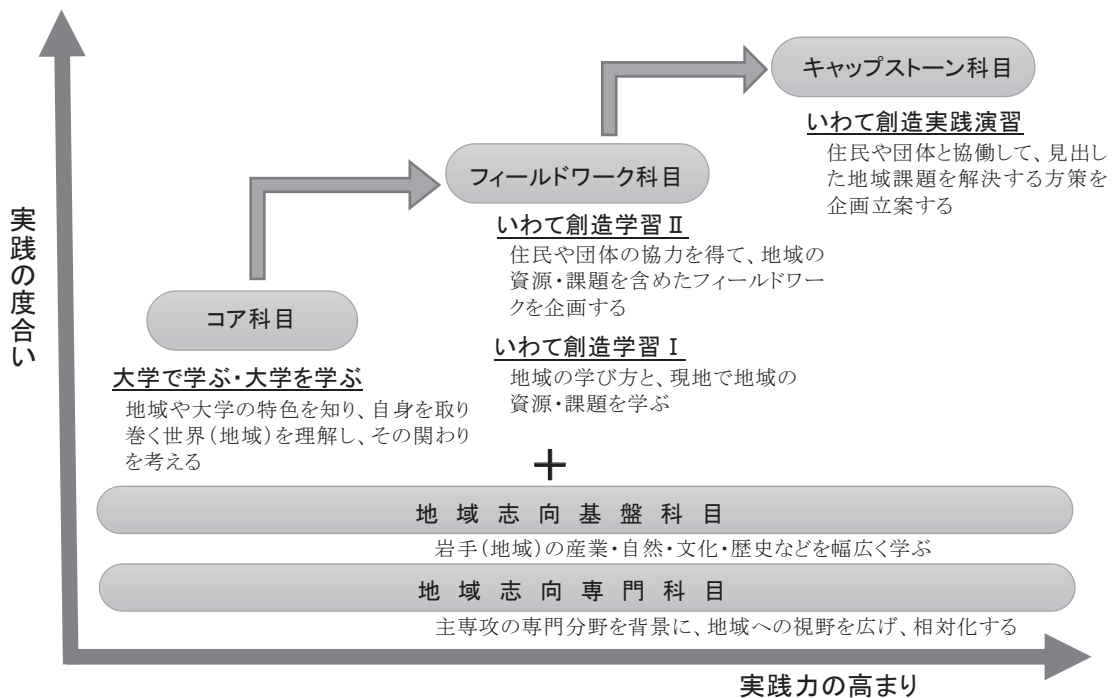 実践の度合い
キャップストーン科目
いわて創造実践演習
住民や団体と協働して、見出し
た地域課題を解決する方策を
企画立案する
フィールドワーク科目
いわて創造学習Ⅱ
住民や団体の協力を得て、地域の
資源・課題を含めたフィールドワー
クを企画する
いわて創造学習Ⅰ
地域の学び方と、現地で地域の
資源・課題を学ぶ
コア科目
大学で学ぶ・大学を学ぶ
地域や大学の特色を知り、自身を取り
巻く世界(地域)を理解し、その関わり
を考える
+
地域志向基盤科目
岩手(地域)の産業・自然・文化・歴史などを幅広く学ぶ
地域志向専門科目
主専攻の専門分野を背景に、地域への視野を広げ、相対化する
実践力の高まり